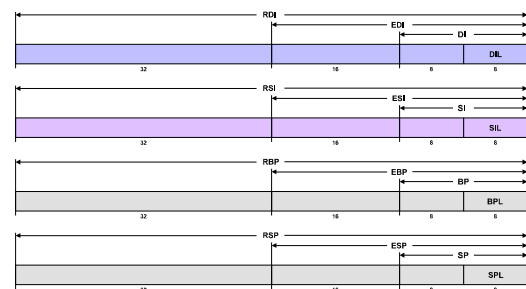 RDI
EDI
DI
DIL
32 16 8 8
RSI
ESI
SI
SIL
32 16 8 8
RBP
EBP
BP
BPL
32 16 8 8
RSP
ESP
SP
SPL